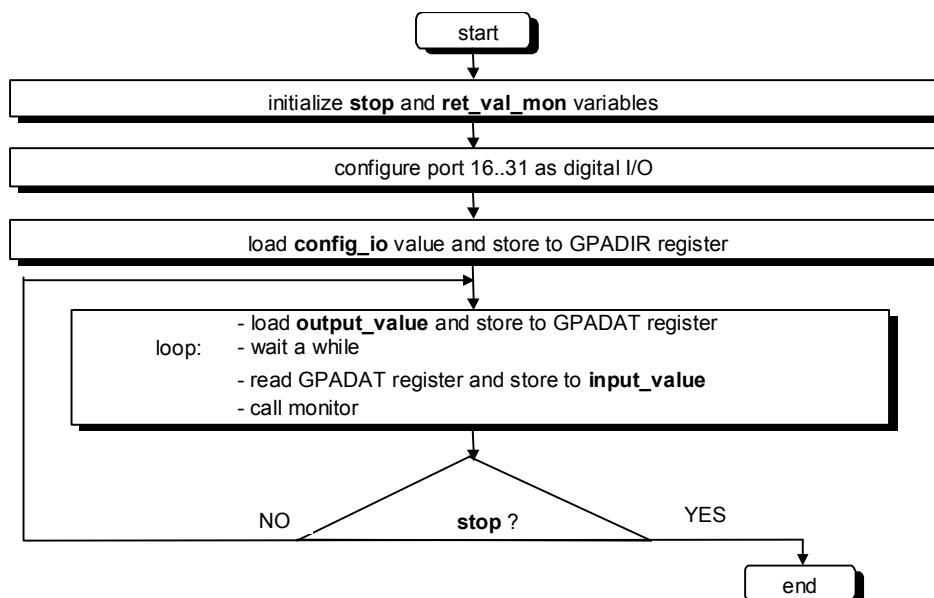 start
initialize stop and ret_val_mon variables
configure port 16..31 as digital I/O
load config_io value and store to GPADIR register
- load output_value and store to GPADAT register
loop:
- wait a while
- read GPADAT register and store to input_value
- call monitor
NO
stop ?
YES
end